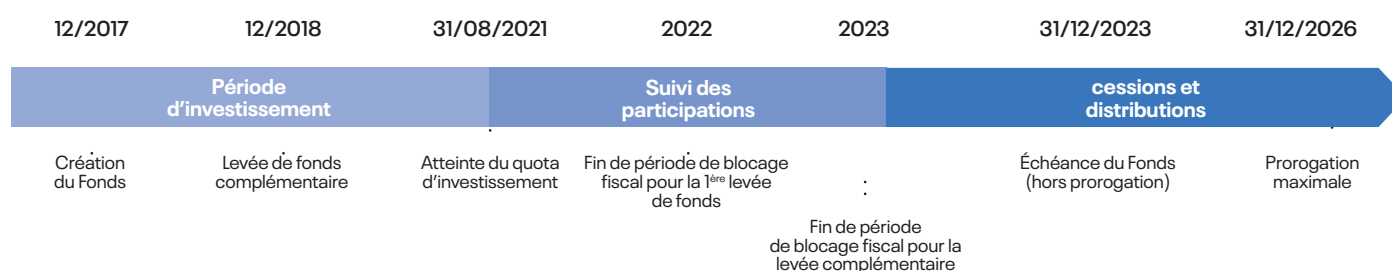 12/2017 12/2018 31/08/2021 2022 2023 31/12/2023 31/12/2026
Période
d'investissement
Suivi des
participations
cessions et
distributions
Création
du Fonds
Levée de fonds
complémentaire
Atteinte du quota
d'investissement
Fin de période de blocage
fiscal pour la 1ère levée
de fonds
:
Fin de période
de blocage fiscal pour la
levée complémentaire
Échéance du Fonds
(hors prorogation)
Prorogation
maximale